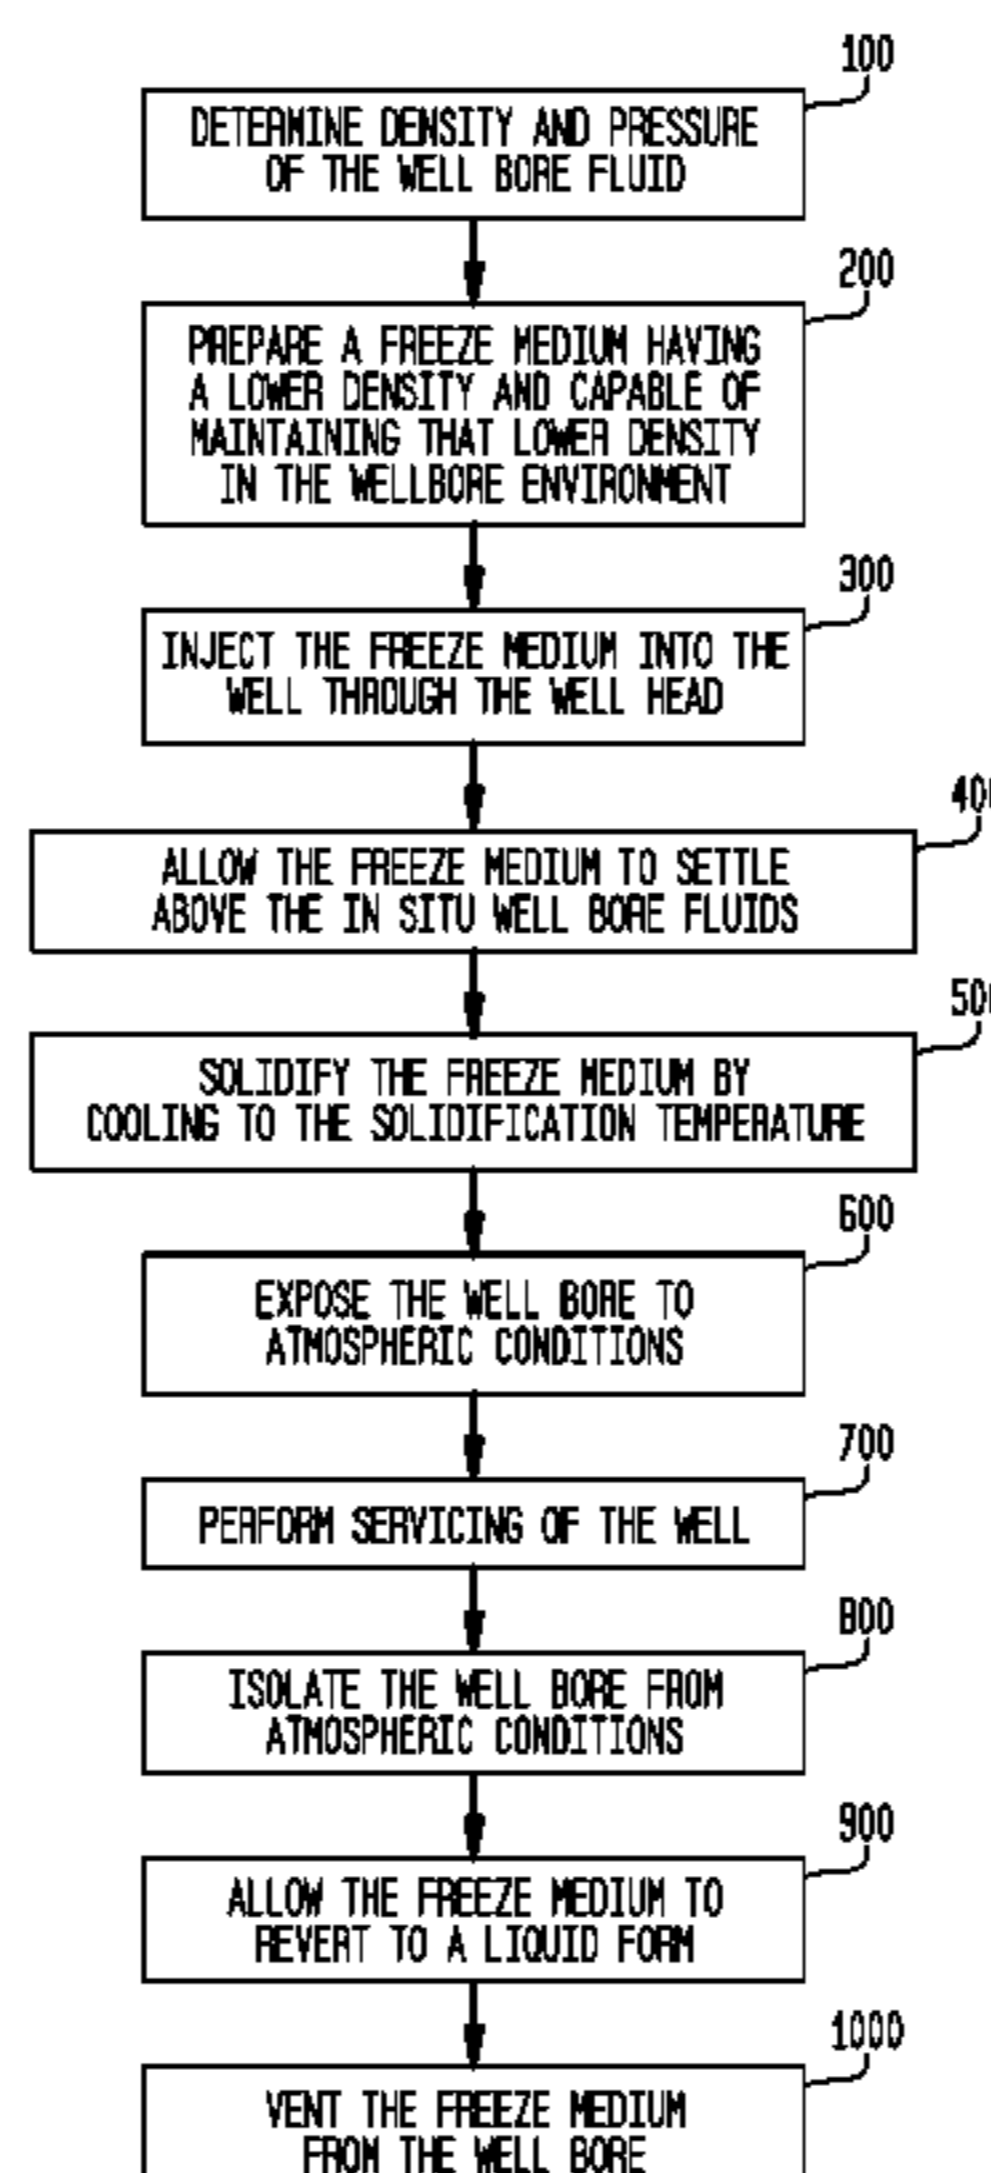 100
DETERMINE DENSITY AND PRESSURE
OF THE WELL BORE FLUID
200
PREPARE A FREEZE MEDIUM HAVING
A LOWER DENSITY AND CAPABLE OF
MAINTAINING THAT LOWER DENSITY
IN THE WELLBORE ENVIRONMENT
300
INJECT THE FREEZE MEDIUM INTO THE
WELL THROUGH THE WELL HEAD
ALLOW THE FREEZE MEDIUM TO SETTLE
ABOVE THE IN SITU WELL BORE FLUIDS
SOLIDIFY THE FREEZE MEDIUM BY
COOLING TO THE SOLIDIFICATION TEMPERATURE
600
EXPOSE THE WELL BORE TO
ATMOSPHERIC CONDITIONS
700
PERFORM SERVICING OF THE WELL
800
ISOLATE THE WELL BORE FROM
ATMOSPHERIC CONDITIONS
900
ALLOW THE FREEZE MEDIUM TO
REVERT TO A LIQUID FORM
1000
VENT THE FREEZE MEDIUM
FROM THE WELL BORE